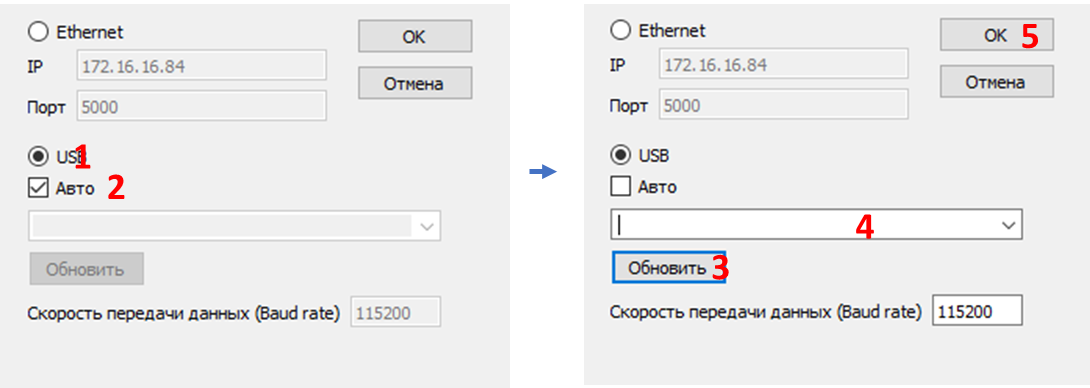 Ethernet
OK
IP 172.16.16.84
Отмена
Порт 5000
USB 1
Авто 2
Обновить
Скорость передачи данных (Baud rate) 115200
Ethernet
OK 5
IP 172.16.16.84
Отмена
Порт 5000
USB
Авто
4
Обновить 3
Скорость передачи данных (Baud rate) 115200